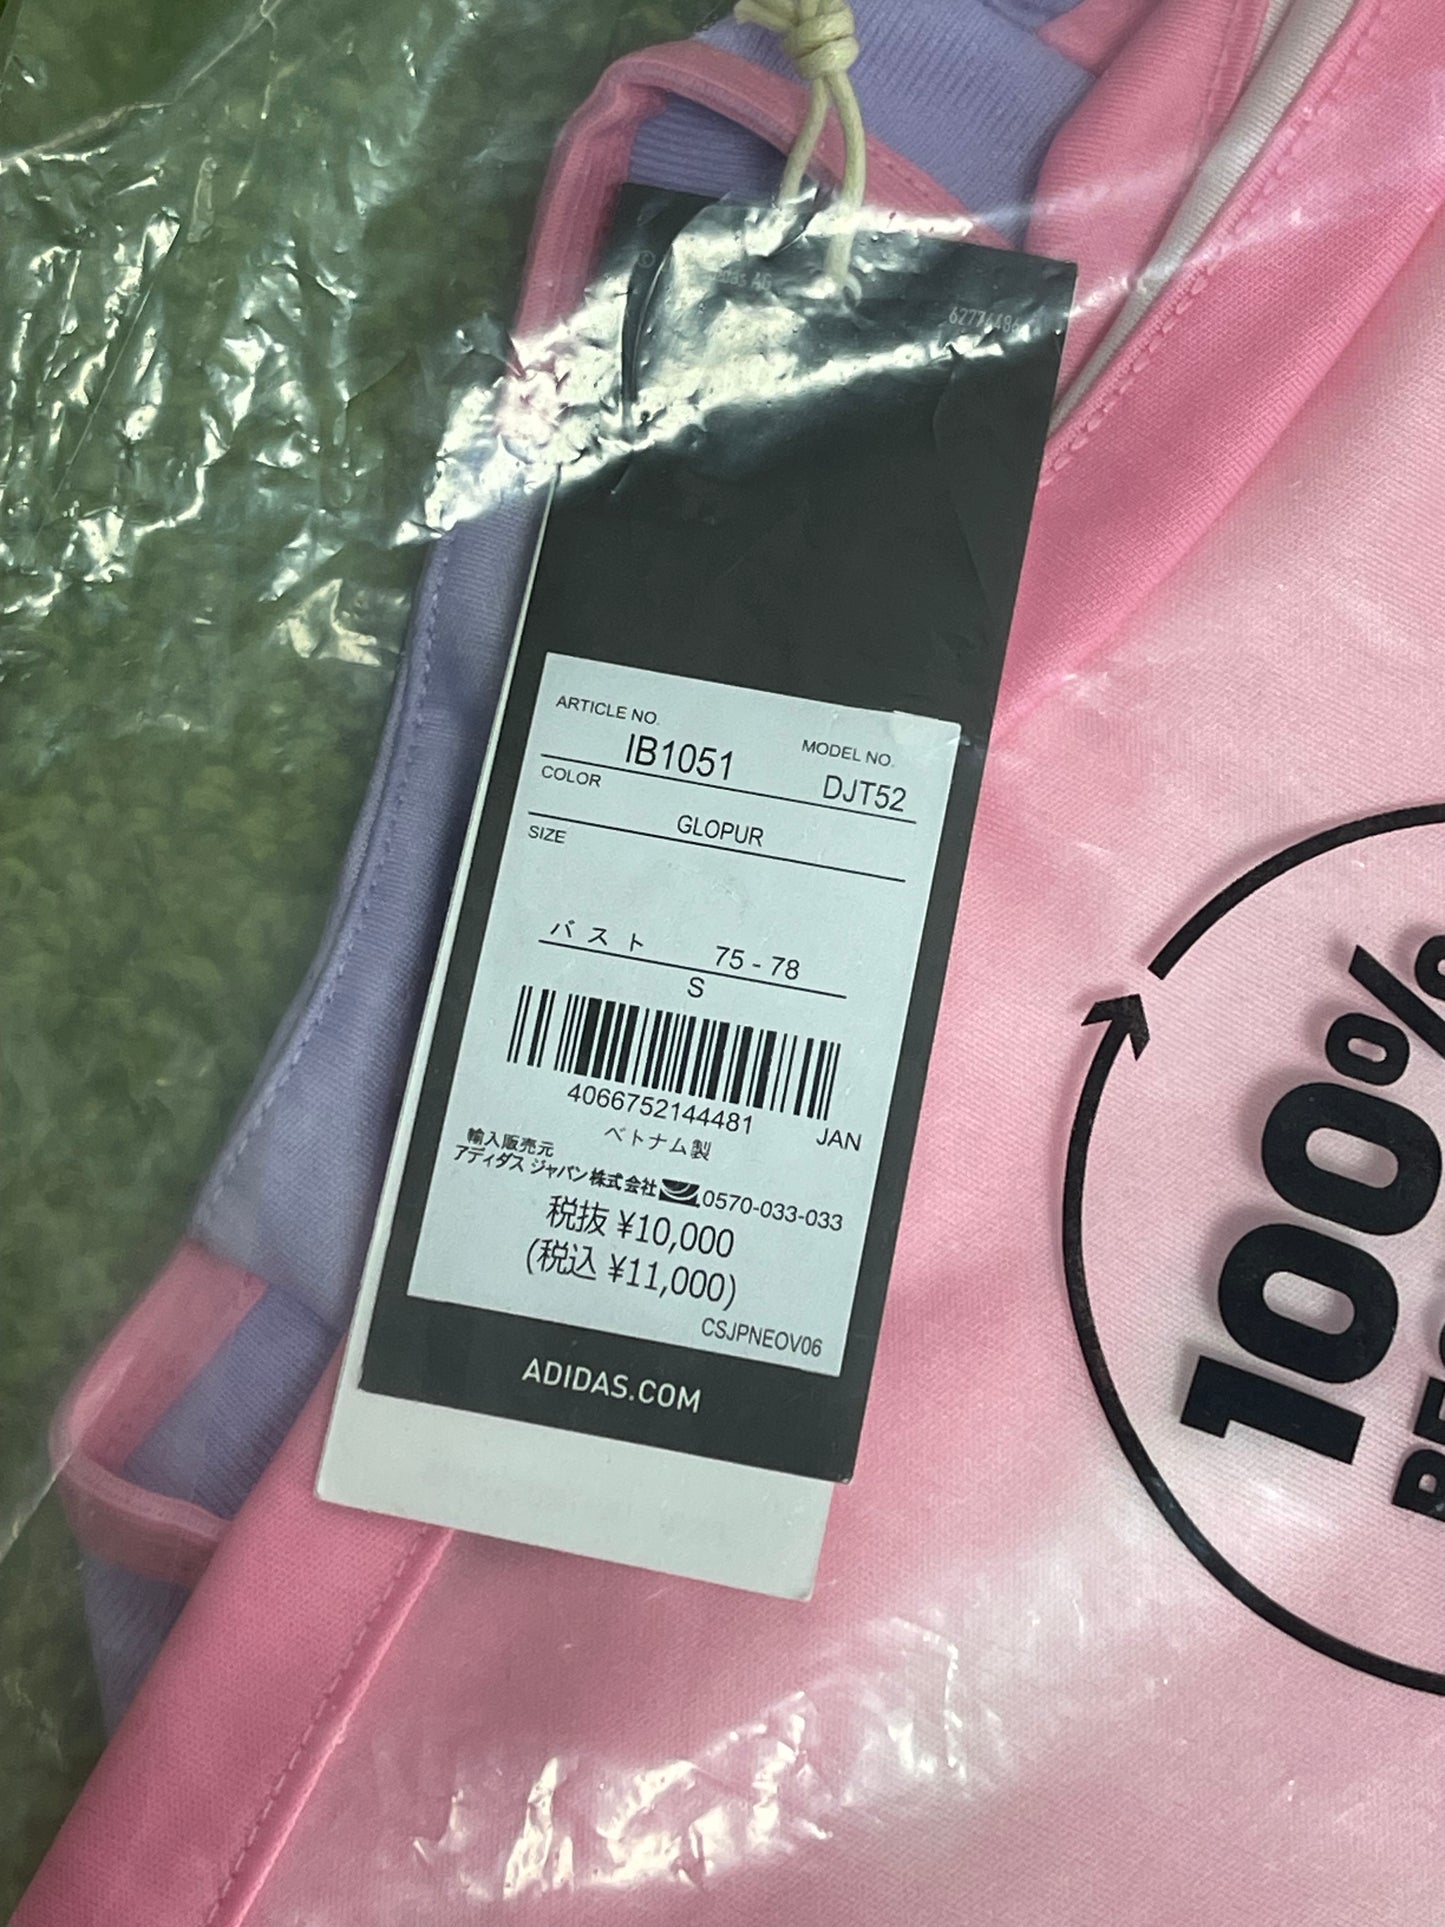 ©
das AG
ARTICLE NO.
MODEL NO.
IB1051
DJT52
COLOR
GLOPUR
SIZE
バスト 75 - 78
S
4066752144481
JAN
ベトナム製
輸入販売元
アディダス ジャパン株式会社 0570-033-033
税抜 ¥10,000
(税込 ¥11,000)
CSJPNEOV06
ADIDAS.COM
100%